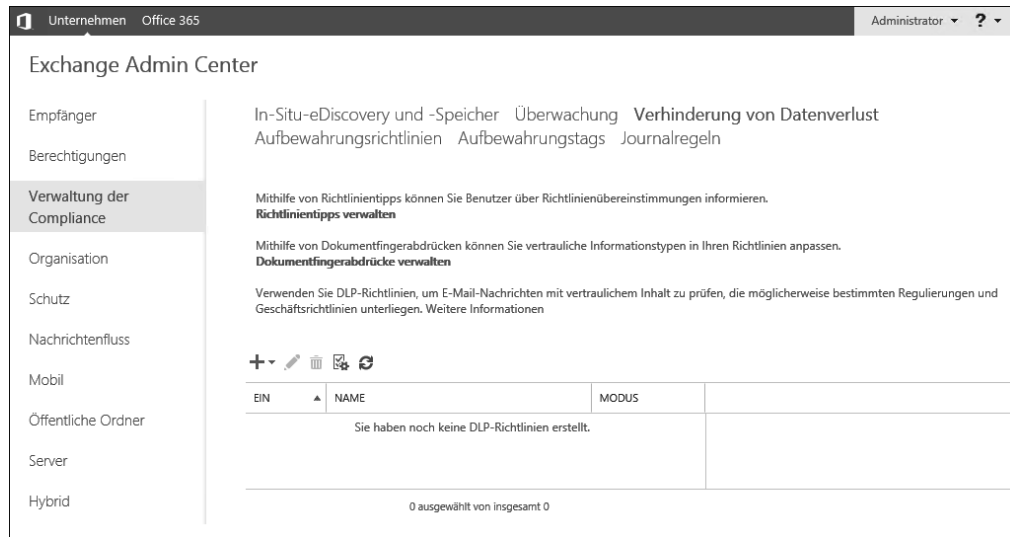 Unternehmen Office 365
Administrator ?
Exchange Admin Center
Empfänger
Berechtigungen
Verwaltung der
Compliance
Organisation
Schutz
Nachrichtenfluss
Mobil
Öffentliche Ordner
Server
Hybrid
In-Situ-eDiscovery und -Speicher Überwachung Verhinderung von Datenverlust
Aufbewahrungsrichtlinien Aufbewahrungstags Journalregeln
Mithilfe von Richtlinientipps können Sie Benutzer über Richtlinienübereinstimmungen informieren.
Richtlinientipps verwalten
Mithilfe von Dokumentfingerabdrücken können Sie vertrauliche Informationstypen in Ihren Richtlinien anpassen.
Dokumentfingerabdrücke verwalten
Verwenden Sie DLP-Richtlinien, um E-Mail-Nachrichten mit vertraulichem Inhalt zu prüfen, die möglicherweise bestimmten Regulierungen und
Geschäftsrichtlinien unterliegen. Weitere Informationen
EIN NAME MODUS
Sie haben noch keine DLP-Richtlinien erstellt.
0 ausgewählt von insgesamt 0